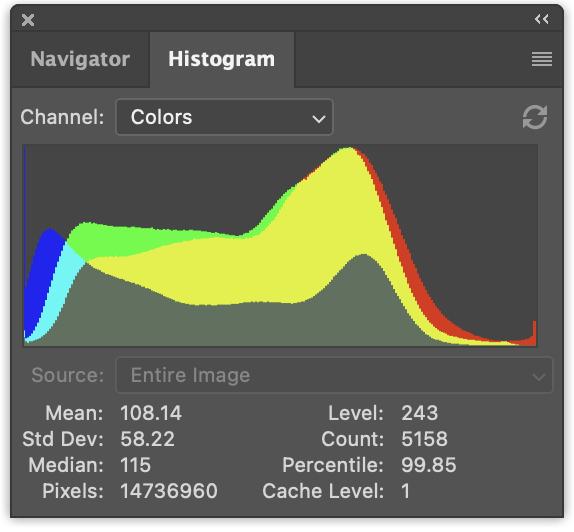 Navigator Histogram
Channel: Colors
Source: Entire Image
Mean: 108.14 Level: 243
Std Dev: 58.22 Count: 5158
Median: 115 Percentile: 99.85
Pixels: 14736960 Cache Level: 1